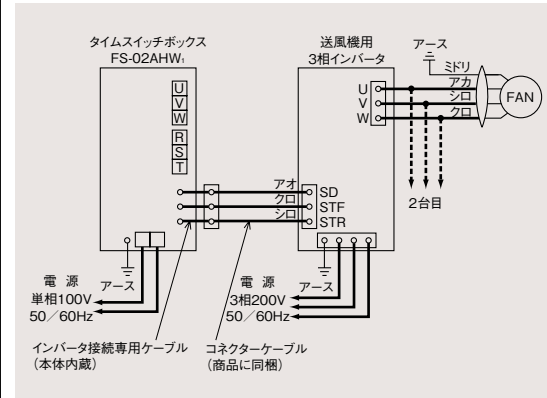 タイムスイッチボックス
FS-02AHW₁
送風機用
3相インバータ
アース
ミドリ
アカ
シロ
クロ
FAN
U
V
W
R
S
T
U
V
W
2台目
アオ
クロ
シロ
SD
STF
STR
電 源
単相100V
50/60Hz
アース
電 源
3相200V
50/60Hz
アース
インバータ接続専用ケーブル
(本体内蔵)
コネクターケーブル
(商品に同梱)